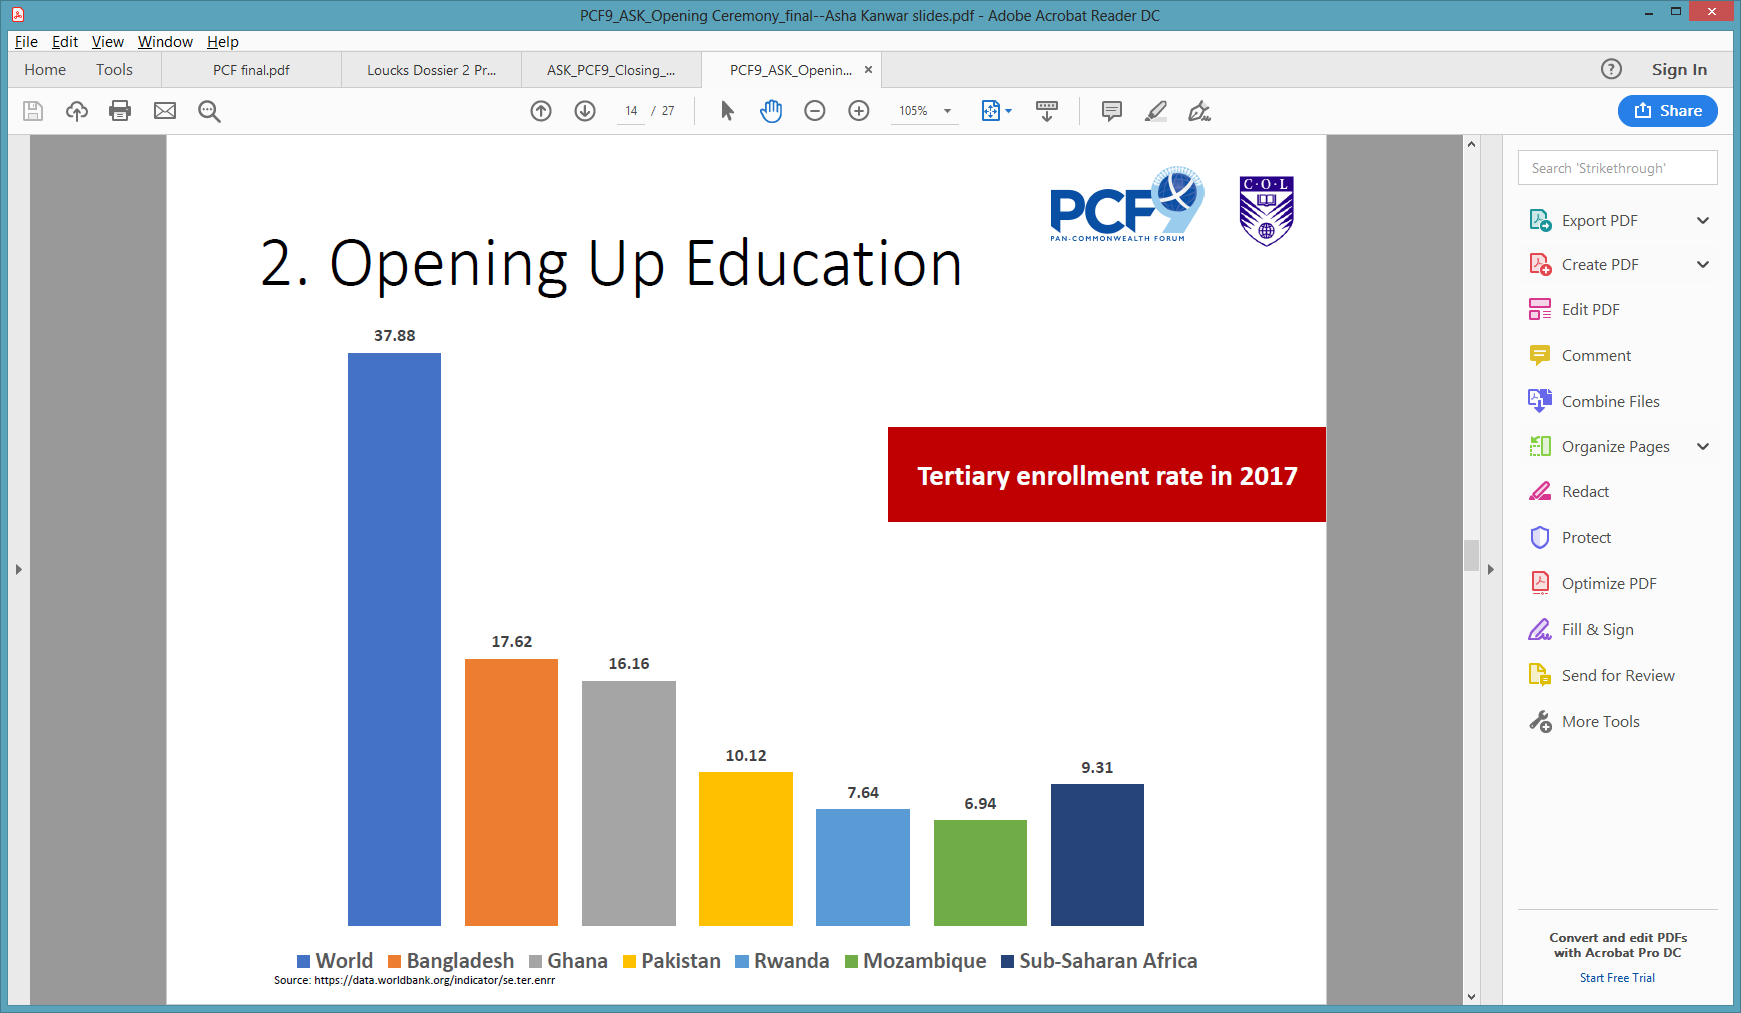 PCF9_ASK_Opening Ceremony_final--Asha Kanwar slides.pdf - Adobe Acrobat Reader DC
File Edit View Window Help
Home Tools PCF final.pdf Loucks Dossier 2 Pr... ASK_PCF9_Closing_... PCF9_ASK_Openin... × ? Sign In
14 / 27 105% Share
Search 'Strikethrough'
Export PDF
Create PDF
Edit PDF
Comment
Combine Files
Organize Pages
Redact
Protect
Optimize PDF
Fill & Sign
Send for Review
More Tools
Convert and edit PDFs
with Acrobat Pro DC
Start Free Trial
PCF9
PAN-COMMONWEALTH FORUM
C·O·L
2. Opening Up Education
Tertiary enrollment rate in 2017
37.88
17.62
16.16
10.12
7.64
6.94
9.31
World Bangladesh Ghana Pakistan Rwanda Mozambique Sub-Saharan Africa
Source: https://data.worldbank.org/indicator/se.ter.enrr